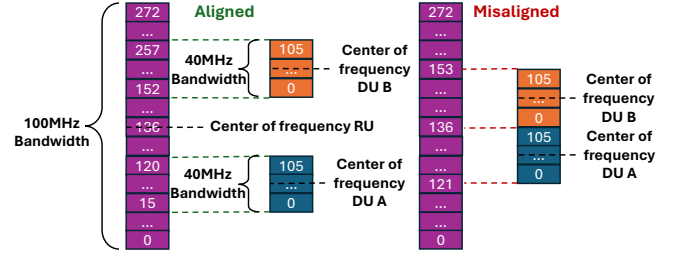 Aligned
272
...
257
...
152
...
136
...
120
...
15
...
0
100MHz
Bandwidth
40MHz
Bandwidth
105
...
0
Center of
frequency
DU B
Center of frequency RU
40MHz
Bandwidth
105
...
0
Center of
frequency
DU A
Misaligned
272
...
153
...
136
...
121
...
...
0
105
...
0
105
...
0
Center of
frequency
DU B
Center of
frequency
DU A